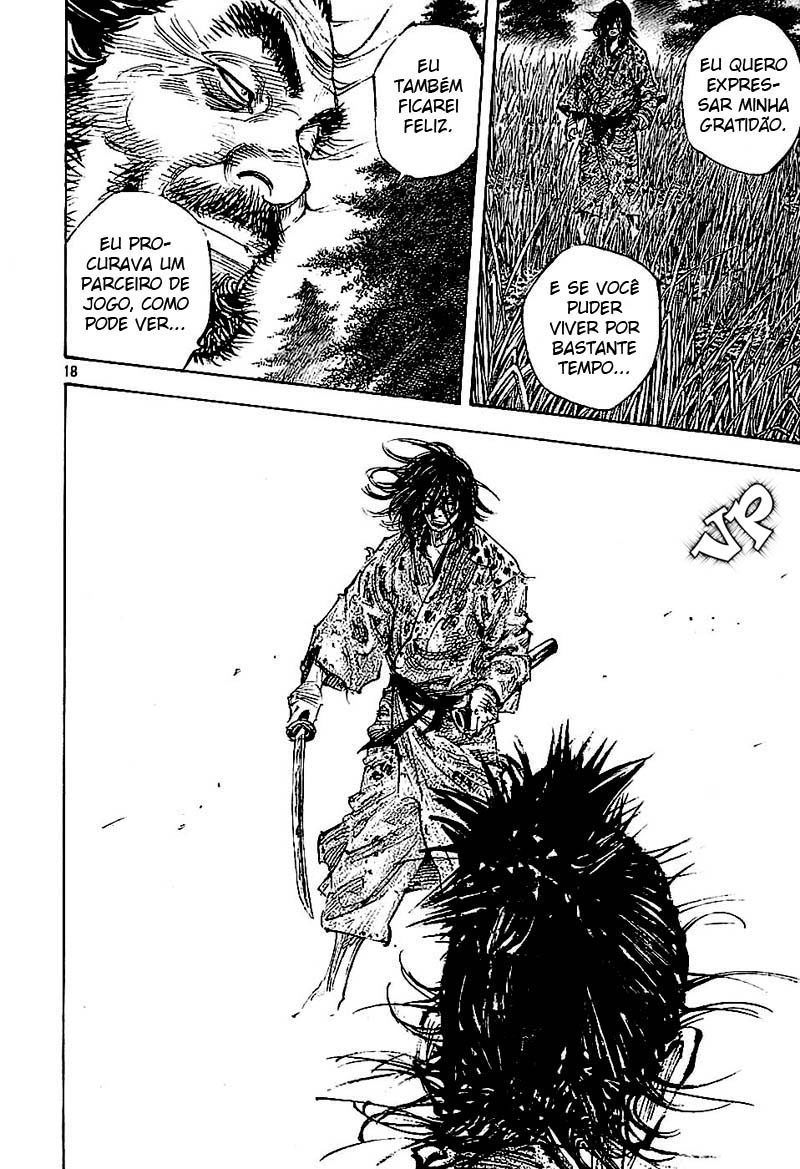 EU QUERO
EXPRES-
SAR MINHA
GRATIDÃO.
E SE VOCÊ
PUDER
VIVER POR
BASTANTE
TEMPO...
EU
TAMBÉM
FICAREI
FELIZ.
EU PRO-
CURAVA UM
PARCEIRO DE
JOGO, COMO
PODE VER...
18
VP